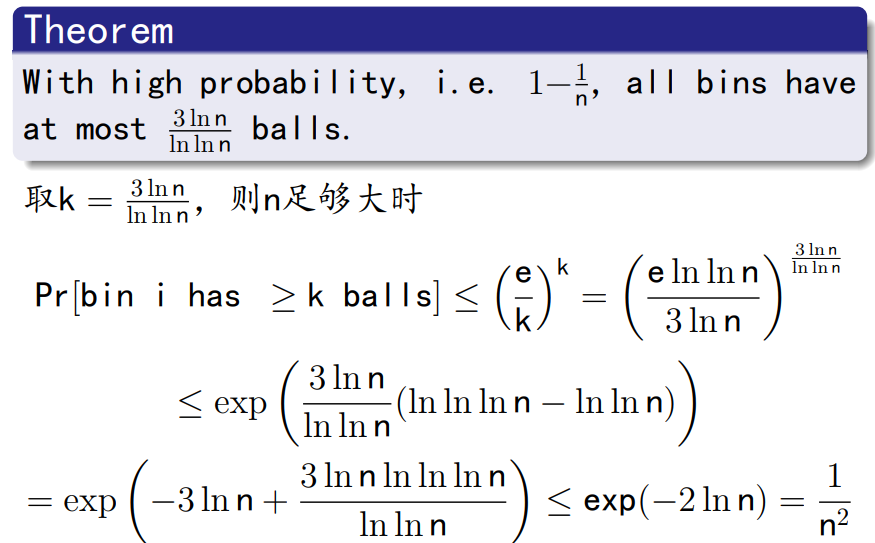 Theorem
With high probability, i.e. $1-\frac{1}{n}$, all bins have
at most $\frac{3\ln n}{\ln\ln n}$ balls.
取$k=\frac{3\ln n}{\ln\ln n}$，则n足够大时
$\Pr[\text{bin i has } \geq k \text{ balls}] \leq \left(\frac{e}{k}\right)^k = \left(\frac{e\ln\ln n}{3\ln n}\right)^{\frac{3\ln n}{\ln\ln n}}$
$\leq \exp\left(\frac{3\ln n}{\ln\ln n}(\ln\ln\ln n-\ln\ln n)\right)$
$=\exp\left(-3\ln n+\frac{3\ln n\ln\ln\ln n}{\ln\ln n}\right) \leq \exp(-2\ln n)=\frac{1}{n^2}$